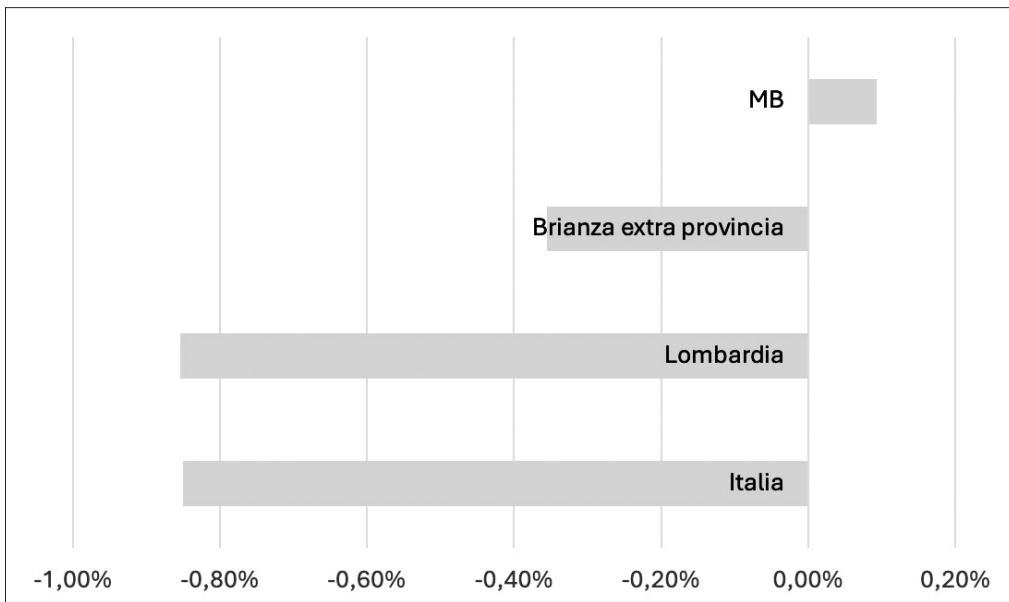 MB
Brianza extra provincia
Lombardia
Italia
-1,00% -0,80% -0,60% -0,40% -0,20% 0,00% 0,20%